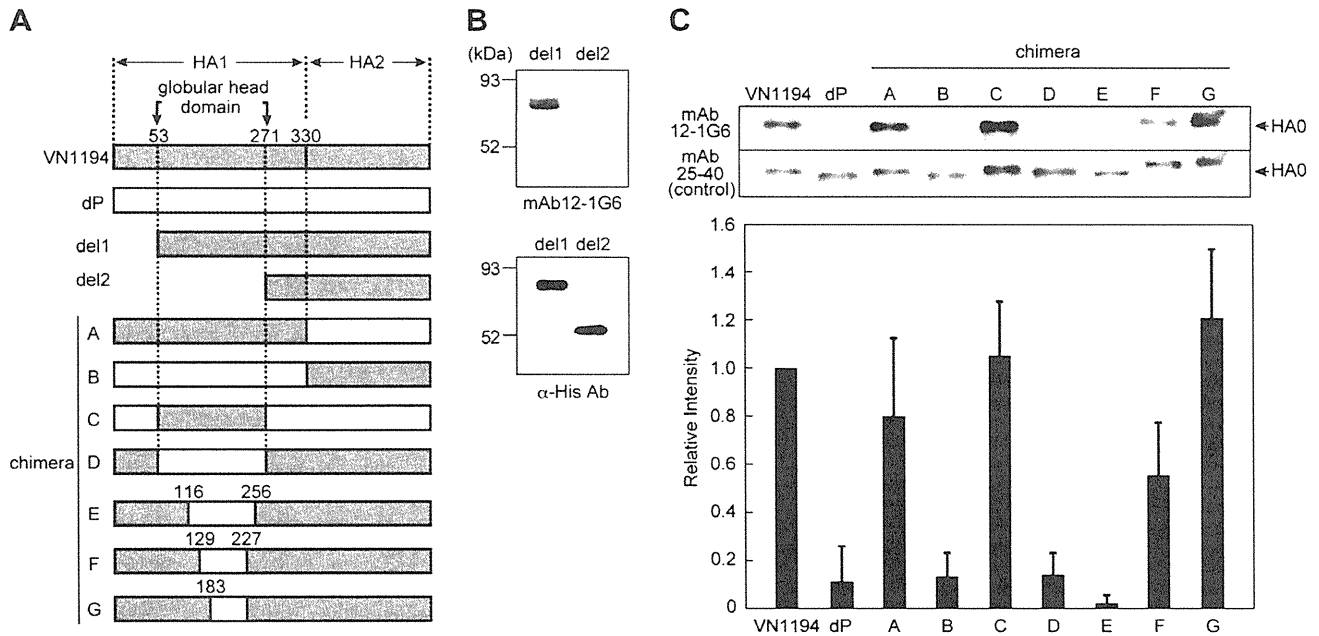 A
HA1
HA2
globular head
domain
53
271
330
VN1194
dP
del1
del2
chimera
A
B
C
D
116
256
E
129
227
F
183
G
B
(kDa)
del1
del2
93
52
mAb12-1G6
del1
del2
93
52
α-His Ab
C
chimera
VN1194
dP
A
B
C
D
E
F
G
mAb
12-1G6
HA0
mAb
25-40
(control)
HA0
Relative Intensity
1.6
1.4
1.2
1.0
0.8
0.6
0.4
0.2
0
VN1194
dP
A
B
C
D
E
F
G